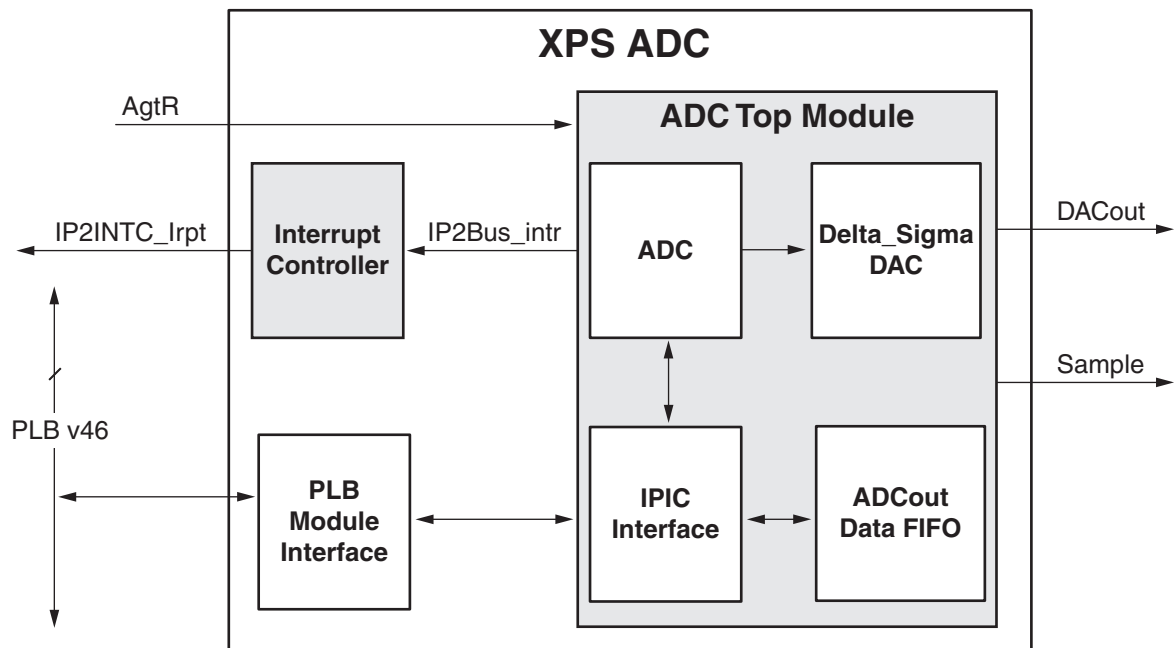 XPS ADC
AgtR
ADC Top Module
IP2INTC_Irpt
Interrupt
Controller
IP2Bus_intr
ADC
Delta_Sigma
DAC
DACout
Sample
PLB v46
PLB
Module
Interface
IPIC
Interface
ADCout
Data FIFO